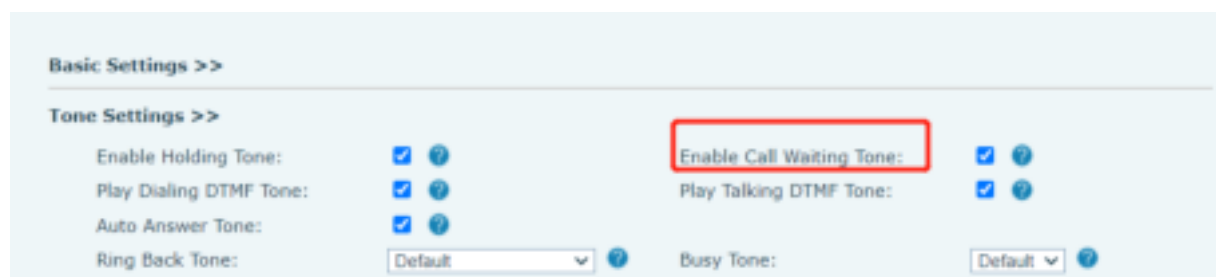 Basic Settings >>
Tone Settings >>
Enable Holding Tone: ? Enable Call Waiting Tone: ?
Play Dialing DTMF Tone: ? Play Talking DTMF Tone: ?
Auto Answer Tone: ?
Ring Back Tone: Default ? Busy Tone: Default ?